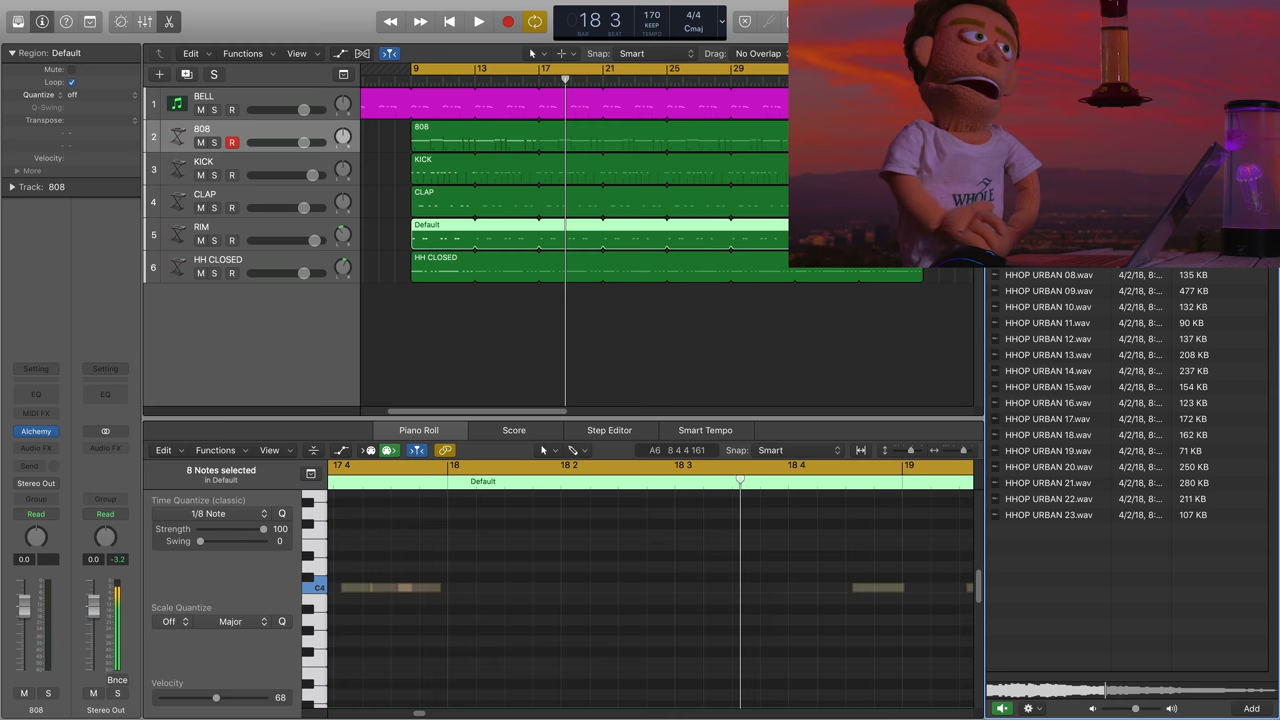 18 3
BAR BEAT
170
KEEP
TEMPO
4/4
Cmaj
Region: Default
Mute:
Loop:
Quantize off
Q-Swing:
Transpose:
Velocity:
More
Track: 808
Edit Functions View Snap: Smart Drag: No Overlap
S
9 13 17 21 25 29
1 BELL
M S R
2 808
M S R
3 KICK
M S R
4 CLAP
M S R
5 RIM
M S R
6 HH CLOSED
M S R
808
KICK
CLAP
Default
HH CLOSED
WHOLE
HHOP URBAN 08.wav 4/2/18, 8:... 135 KB
HHOP URBAN 09.wav 4/2/18, 8:... 477 KB
HHOP URBAN 10.wav 4/2/18, 8:... 132 KB
HHOP URBAN 11.wav 4/2/18, 8:... 90 KB
HHOP URBAN 12.wav 4/2/18, 8:... 137 KB
HHOP URBAN 13.wav 4/2/18, 8:... 208 KB
HHOP URBAN 14.wav 4/2/18, 8:... 237 KB
HHOP URBAN 15.wav 4/2/18, 8:... 154 KB
HHOP URBAN 16.wav 4/2/18, 8:... 123 KB
HHOP URBAN 17.wav 4/2/18, 8:... 172 KB
HHOP URBAN 18.wav 4/2/18, 8:... 162 KB
HHOP URBAN 19.wav 4/2/18, 8:... 71 KB
HHOP URBAN 20.wav 4/2/18, 8:... 250 KB
HHOP URBAN 21.wav 4/2/18, 8:... 280 KB
HHOP URBAN 22.wav 4/2/18, 8:... 211 KB
HHOP URBAN 23.wav 4/2/18, 8:... 107 KB
Add
Setting Setting
EQ EQ
MIDI FX
Alchemy
Audio FX Audio FX
Send
Stereo Out
Group Group
Read Read
0.0 0.0 -3.2
Bnce
M S M S
808 Stereo Out
Piano Roll Score Step Editor Smart Tempo
Edit Functions View A6 8 4 4 161 Snap: Smart
17 4 18 18 2 18 3 18 4 19
Default
8 Notes selected
in Default
Time Quantize (classic)
1/8 Note Q
Strength 100
Swing 0
Scale Quantize
Off Major Q
Velocity
68
C4